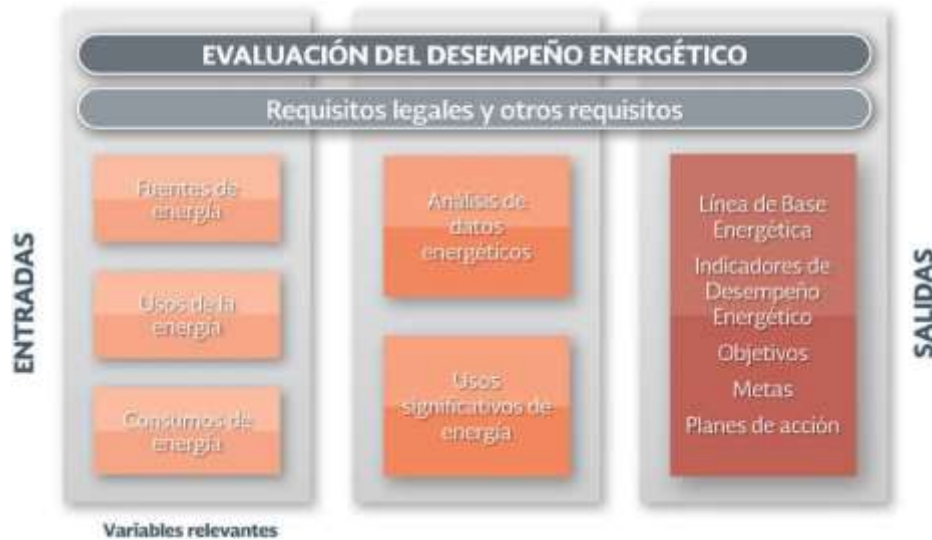 EVALUACIÓN DEL DESEMPEÑO ENERGÉTICO
Requisitos legales y otros requisitos
ENTRADAS
Fuentes de
energía
Usos de la
energía
Consumos de
energía
Variables relevantes
Análisis de
datos
energéticos
Usos
significativos de
energía
Línea de Base
Energética
Indicadores de
Desempeño
Energético
Objetivos
Metas
Planes de acción
SALIDAS